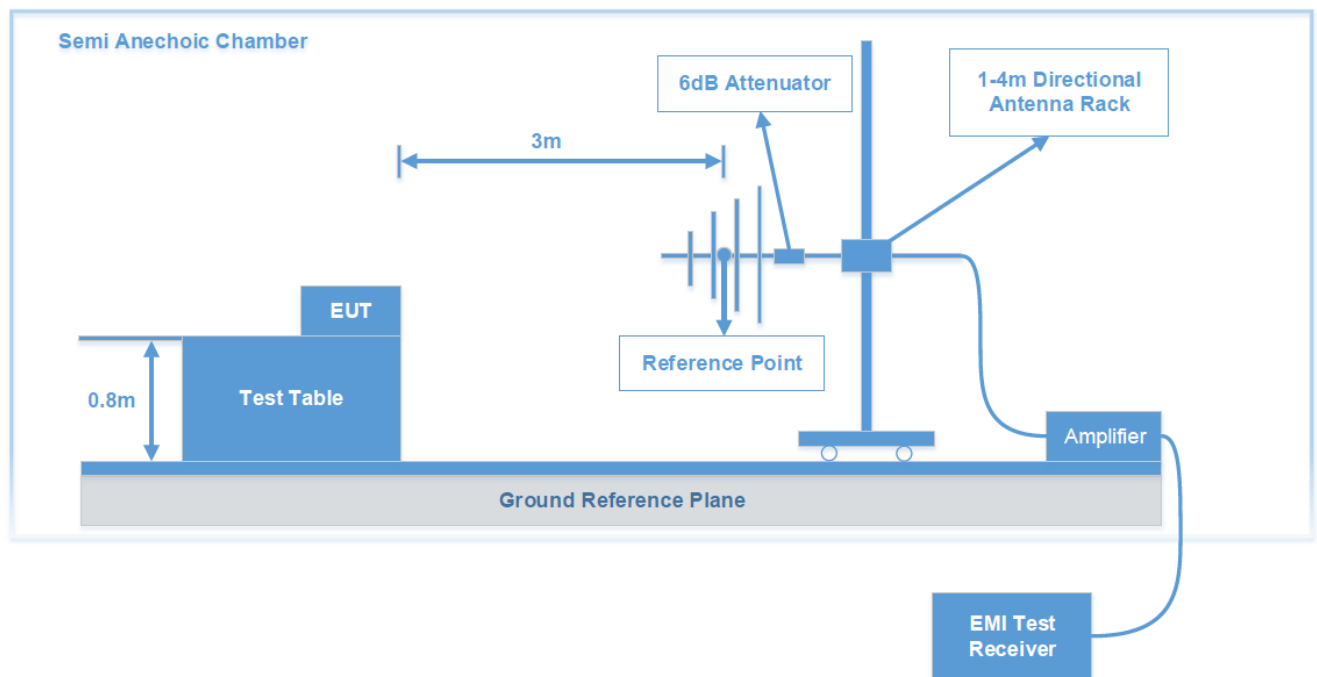 Semi Anechoic Chamber
6dB Attenuator
1-4m Directional
Antenna Rack
3m
EUT
Reference Point
0.8m
Test Table
Amplifier
Ground Reference Plane
EMI Test
Receiver